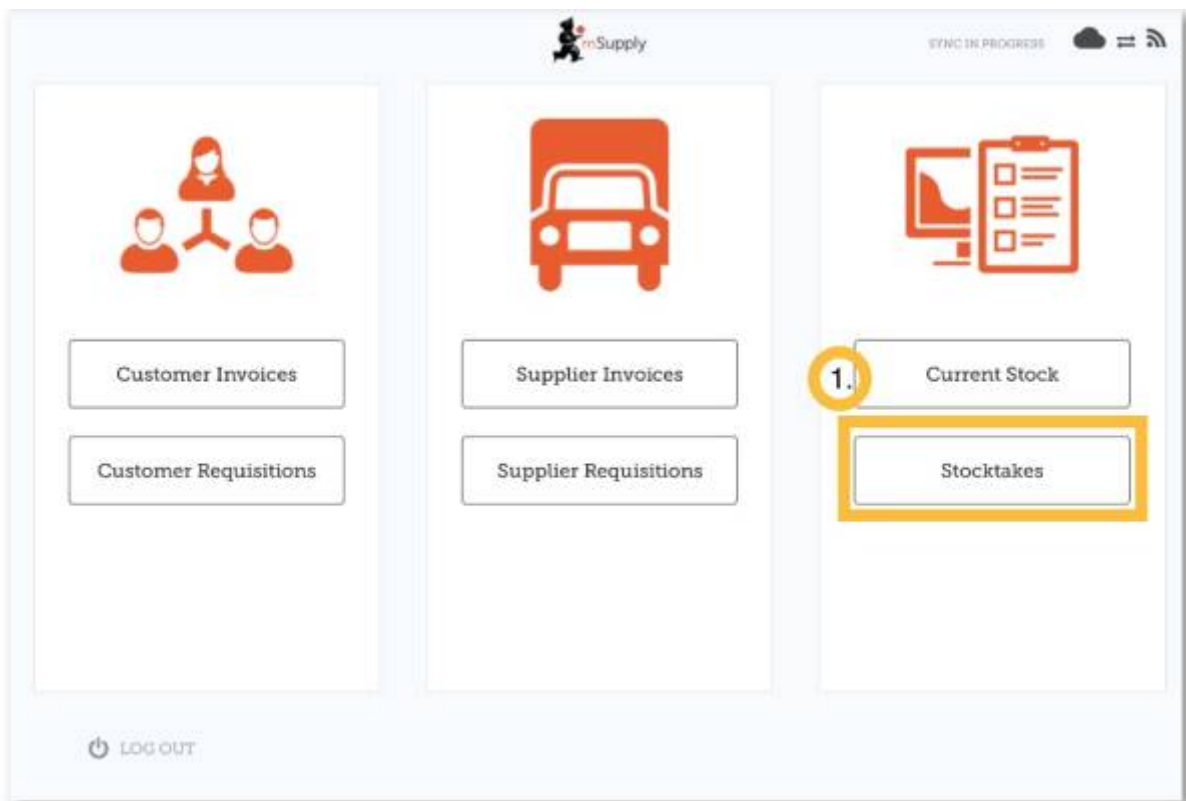 mSupply
SYNC IN PROGRESS
Customer Invoices
Supplier Invoices
1.
Current Stock
Customer Requisitions
Supplier Requisitions
Stocktakes
LOG OUT